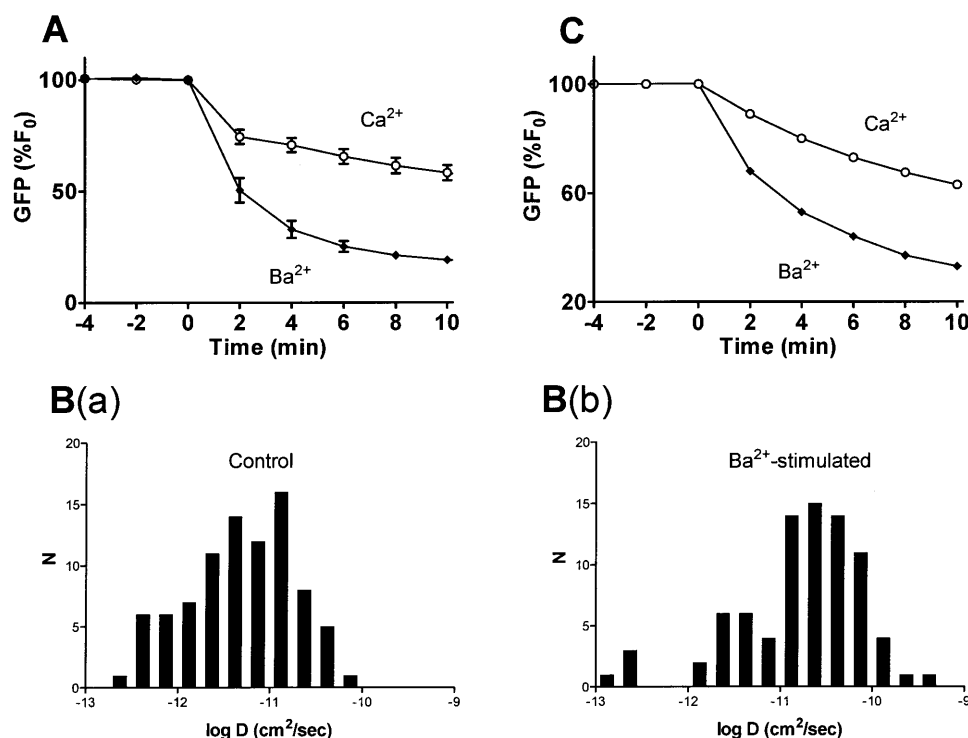 A
GFP (%F₀)
100
50
0
Ca²⁺
Ba²⁺
-4 -2 0 2 4 6 8 10
Time (min)
C
GFP (%F₀)
100
60
20
Ca²⁺
Ba²⁺
-4 -2 0 2 4 6 8 10
Time (min)
B(a)
Control
N
20
15
10
5
0
-13 -12 -11 -10 -9
log D (cm²/sec)
B(b)
Ba²⁺-stimulated
N
20
15
10
5
0
-13 -12 -11 -10 -9
log D (cm²/sec)